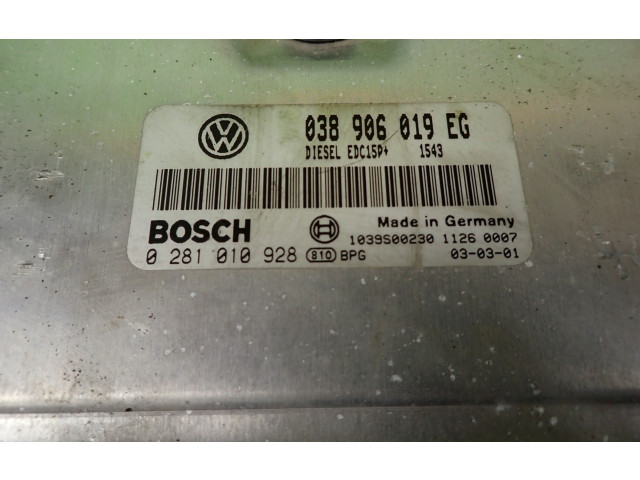 VW 038 906 019 EG
DIESEL EDC15P+ 1543
BOSCH Made in Germany
1039S00230 1126 0007
0 281 010 928 810 BPG 03-03-01